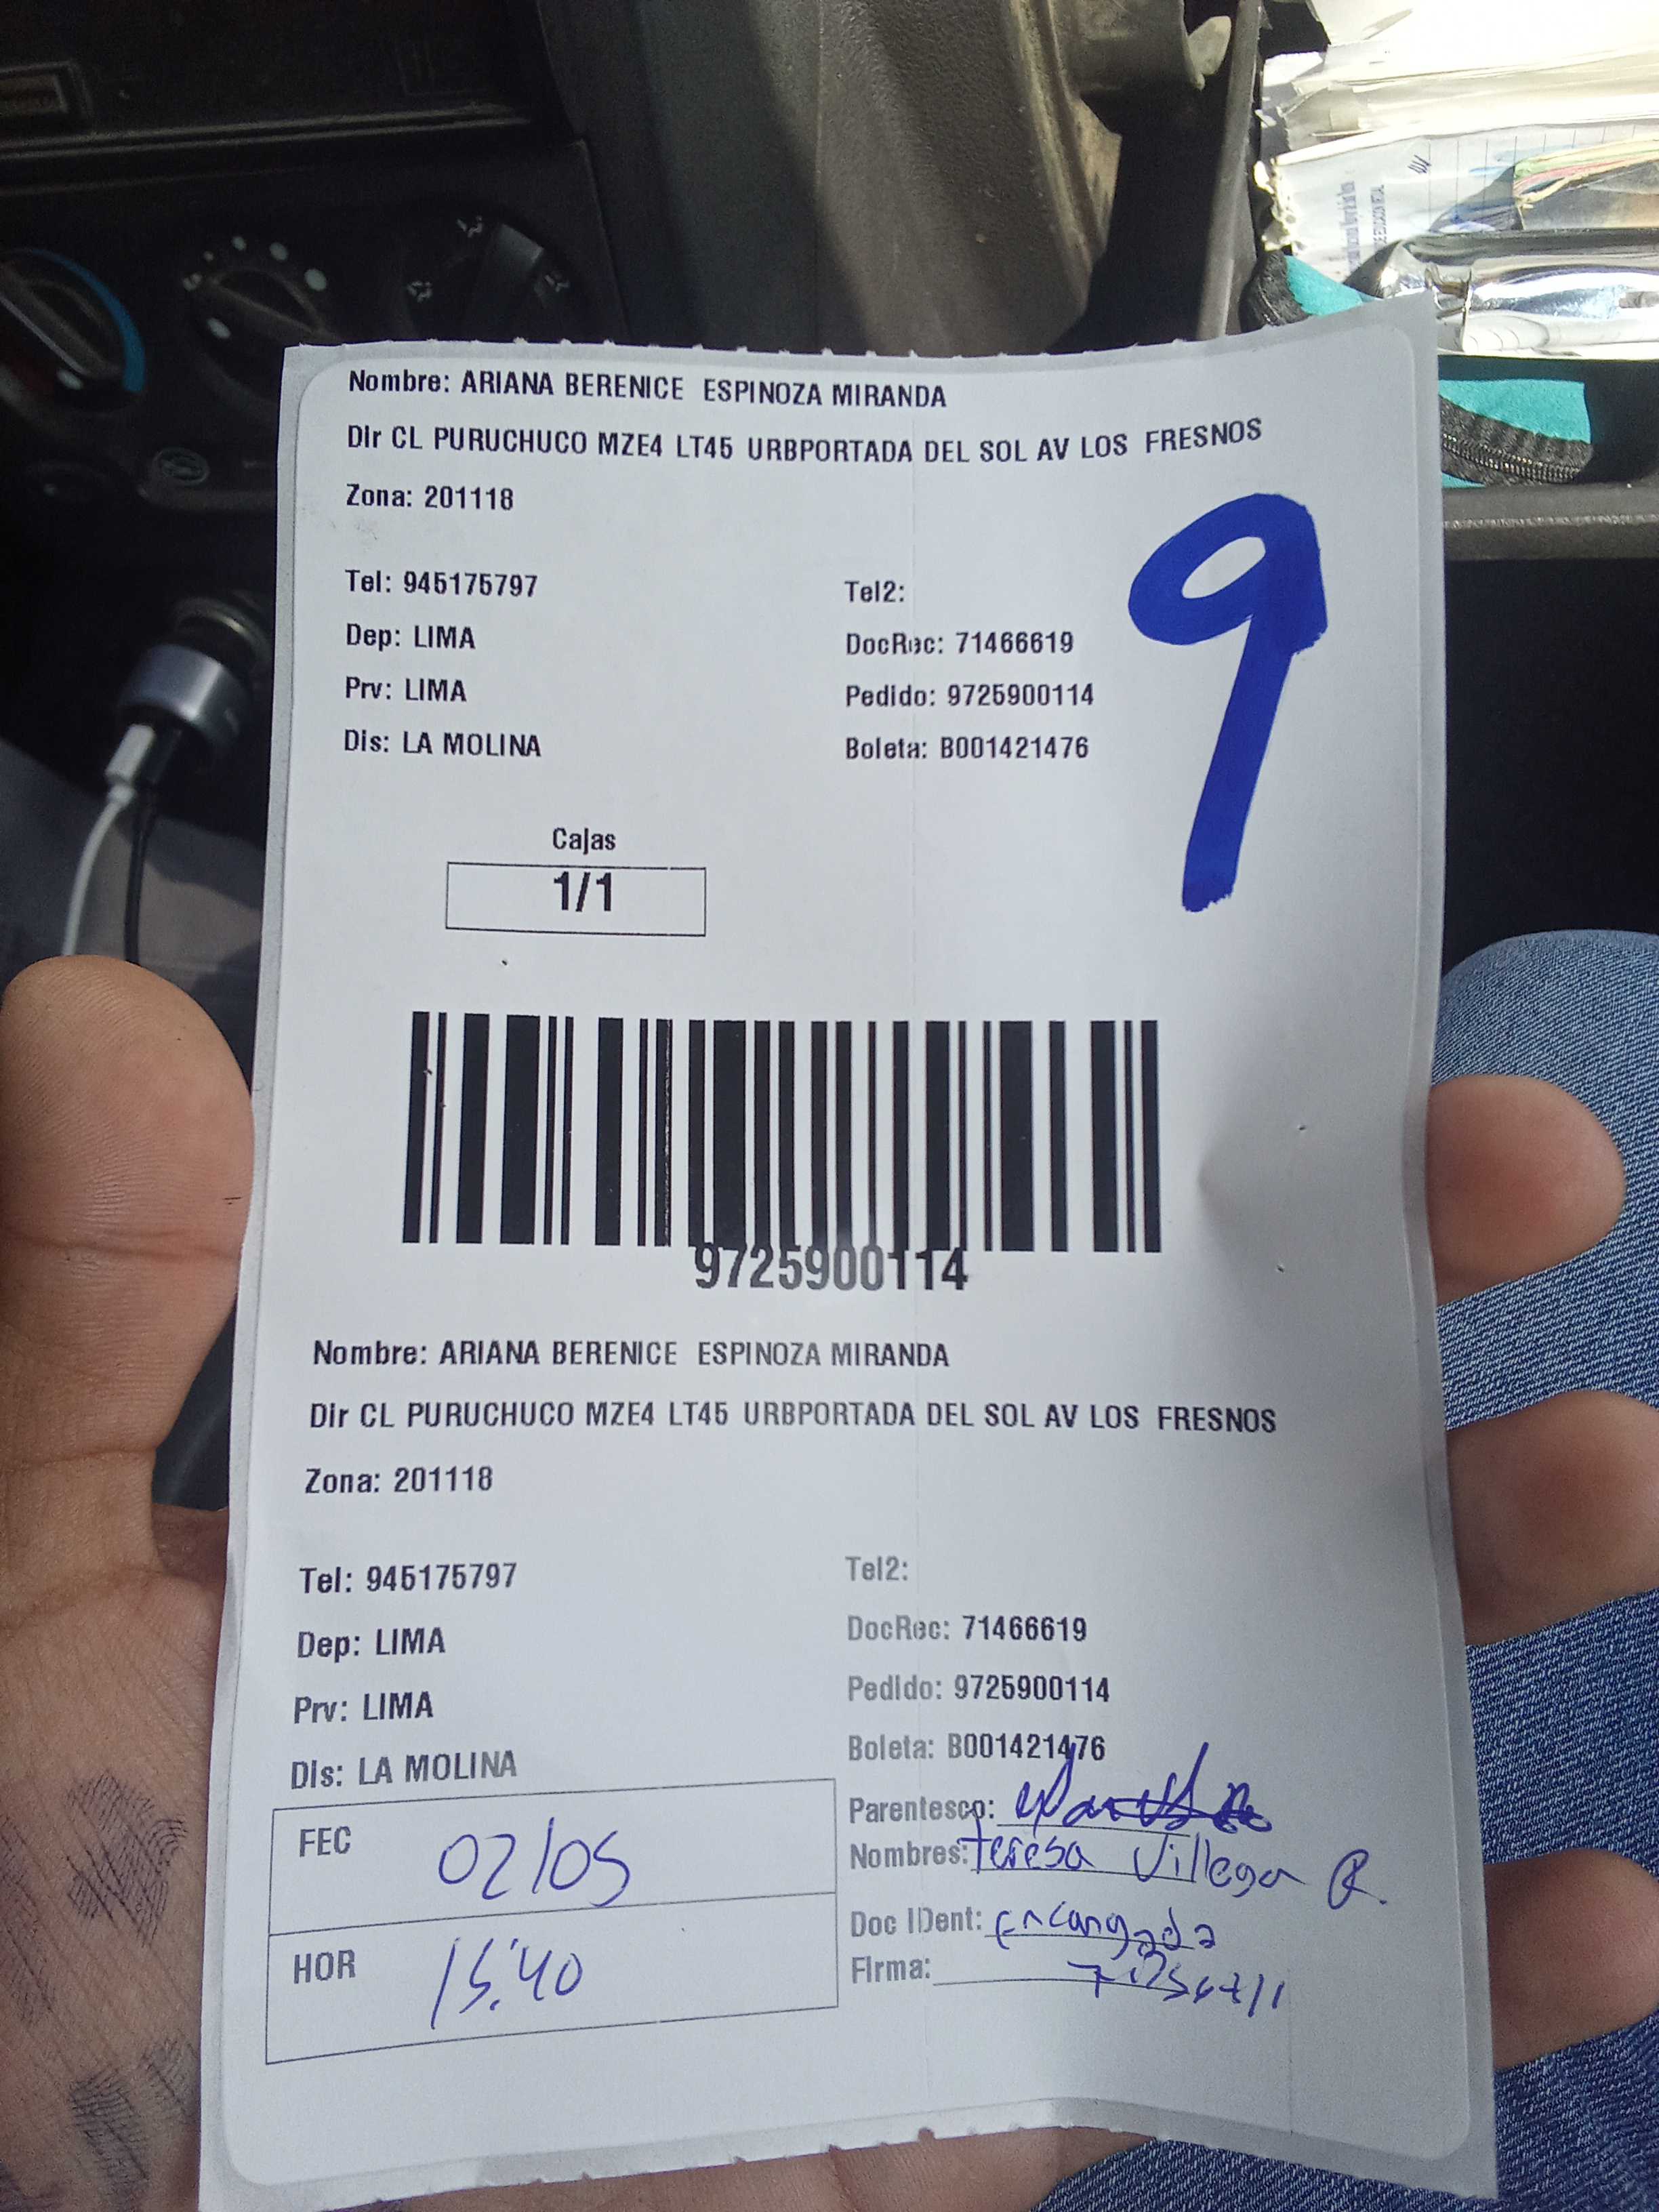 Nombre: ARIANA BERENICE ESPINOZA MIRANDA
Dir CL PURUCHUCO MZE4 LT45 URBPORTADA DEL SOL AV LOS FRESNOS
Zona: 201118
9
Tel: 945175797 Tel2:
Dep: LIMA DocRec: 71466619
Prv: LIMA Pedido: 9725900114
Dis: LA MOLINA Boleta: B001421476
Cajas
1/1
9725900114
Nombre: ARIANA BERENICE ESPINOZA MIRANDA
Dir CL PURUCHUCO MZE4 LT45 URBPORTADA DEL SOL AV LOS FRESNOS
Zona: 201118
Tel: 945175797 Tel2:
Dep: LIMA DocRec: 71466619
Prv: LIMA Pedido: 9725900114
Dis: LA MOLINA Boleta: B001421476
Parentesco:
FEC 02/05 Nombres: Teresa Villega R.
Doc IDent: encargada
HOR 15:40 Firma: